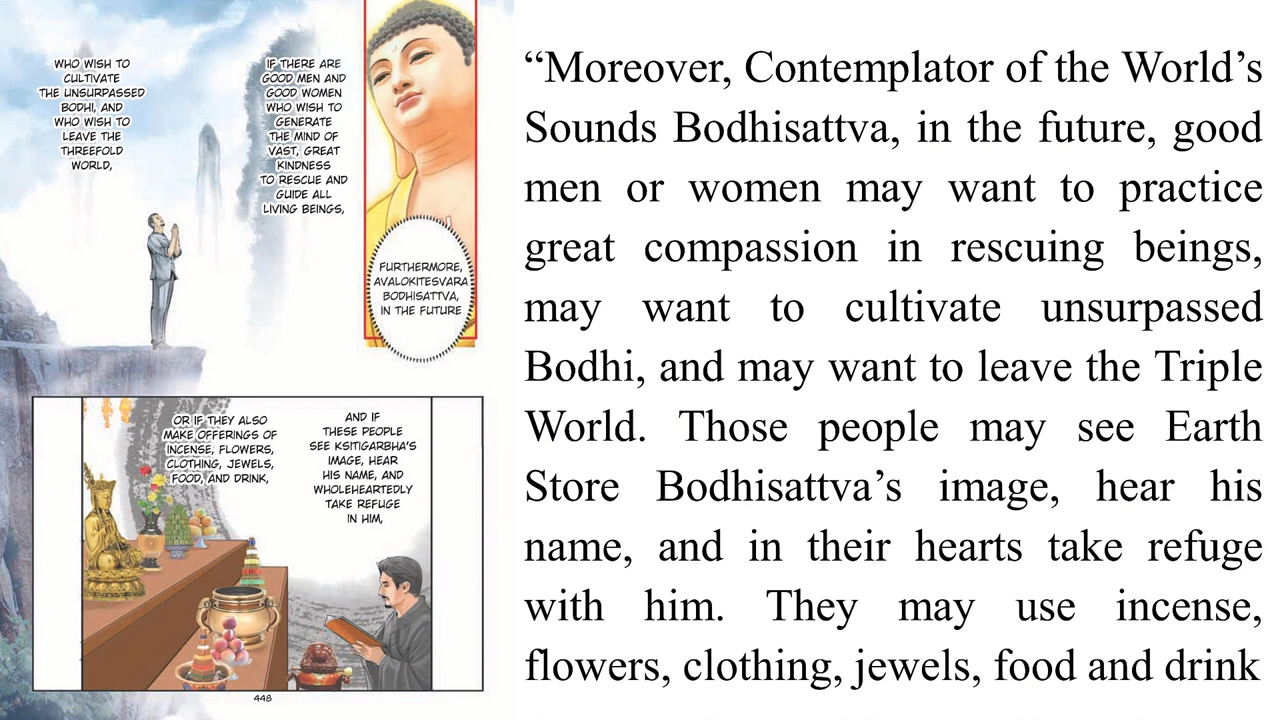 FURTHERMORE,
AVALOKITESVARA
BODHISATTVA,
IN THE FUTURE
IF THERE ARE
GOOD MEN AND
GOOD WOMEN
WHO WISH TO
GENERATE
THE MIND OF
VAST, GREAT
KINDNESS
TO RESCUE AND
GUIDE ALL
LIVING BEINGS,
WHO WISH TO
CULTIVATE
THE UNSURPASSED
BODHI, AND
WHO WISH TO
LEAVE THE
THREEFOLD
WORLD,
AND IF
THESE PEOPLE
SEE KSITIGARBHA'S
IMAGE, HEAR
HIS NAME, AND
WHOLEHEARTEDLY
TAKE REFUGE
IN HIM,
OR IF THEY ALSO
MAKE OFFERINGS OF
INCENSE, FLOWERS,
CLOTHING, JEWELS,
FOOD, AND DRINK,
448
“Moreover, Contemplator of the World’s
Sounds Bodhisattva, in the future, good
men or women may want to practice
great compassion in rescuing beings,
may want to cultivate unsurpassed
Bodhi, and may want to leave the Triple
World. Those people may see Earth
Store Bodhisattva’s image, hear his
name, and in their hearts take refuge
with him. They may use incense,
flowers, clothing, jewels, food and drink